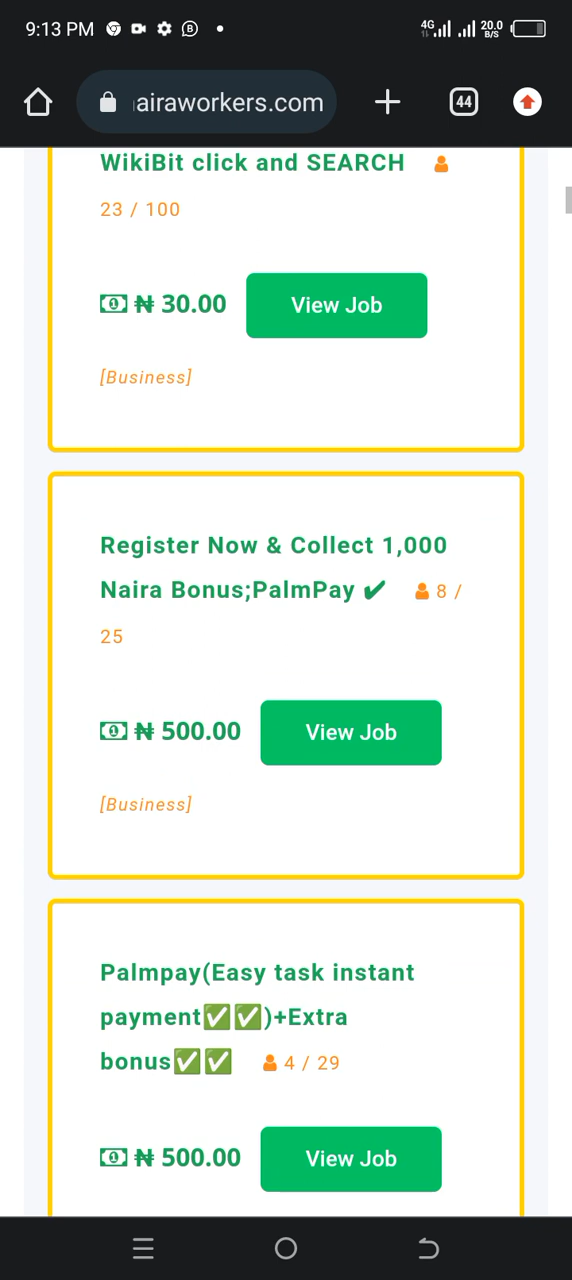 9:13 PM
4G
20.0
B/S
airaworkers.com
44
WikiBit click and SEARCH
23 / 100
₦ 30.00
View Job
[Business]
Register Now & Collect 1,000
Naira Bonus;PalmPay ✔ 8 /
25
₦ 500.00
View Job
[Business]
Palmpay(Easy task instant
payment✅✅)+Extra
bonus✅✅ 4 / 29
₦ 500.00
View Job